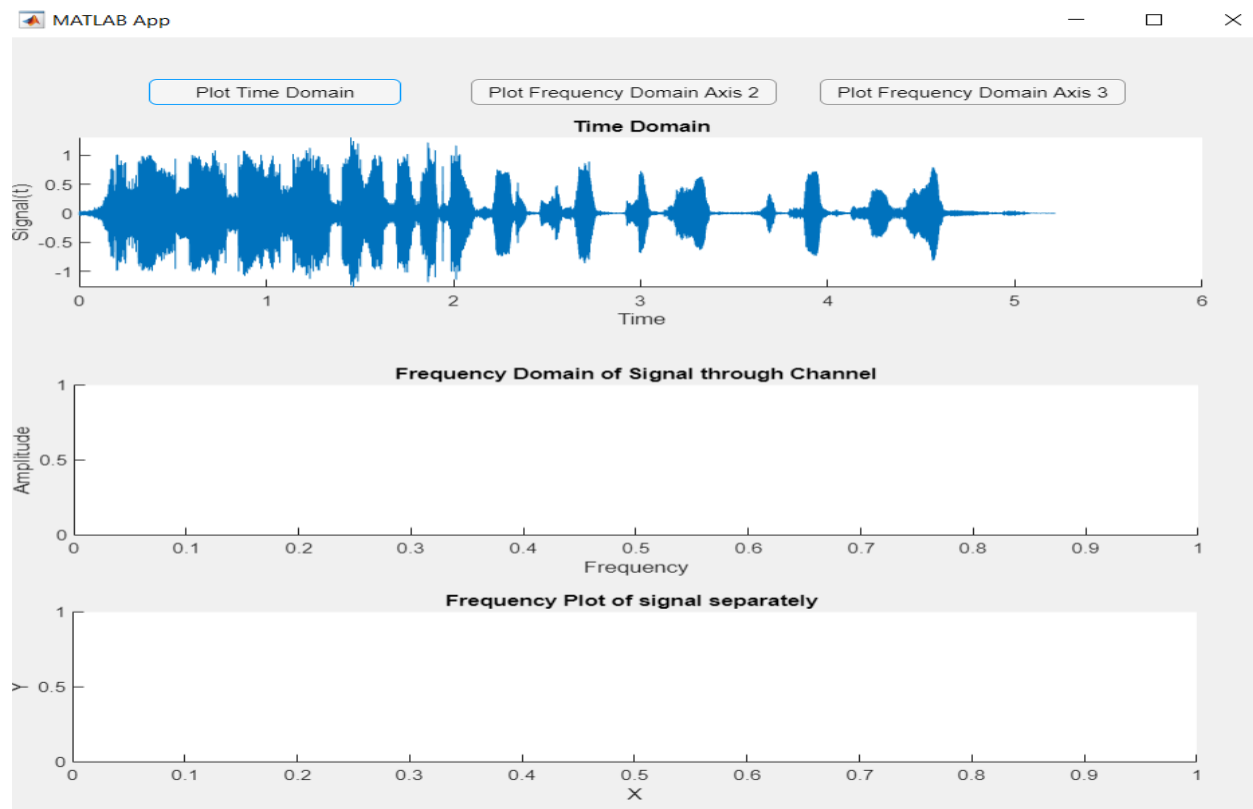 MATLAB App
Plot Time Domain
Plot Frequency Domain Axis 2
Plot Frequency Domain Axis 3
Time Domain
Signal(t)
1
0.5
0
-0.5
-1
0 1 2 3 4 5 6
Time
Frequency Domain of Signal through Channel
Amplitude
1
0.5
0
0 0.1 0.2 0.3 0.4 0.5 0.6 0.7 0.8 0.9 1
Frequency
Frequency Plot of signal separately
Y
1
0.5
0
0 0.1 0.2 0.3 0.4 0.5 0.6 0.7 0.8 0.9 1
X